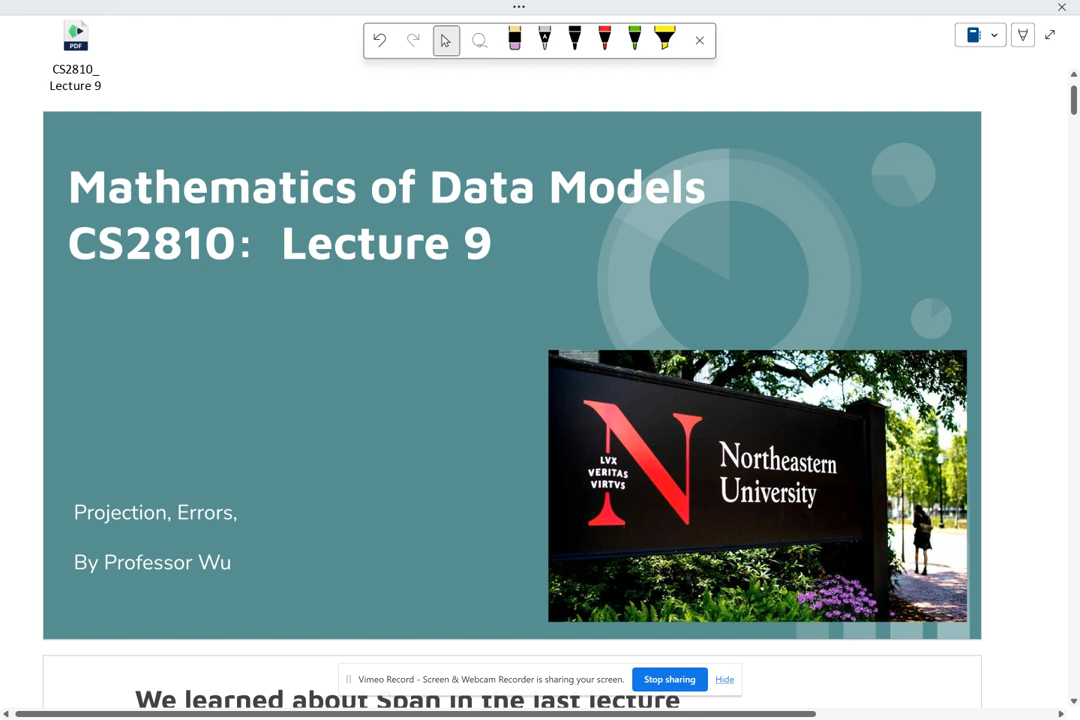 PDF
CS2810_
Lecture 9
Mathematics of Data Models
CS2810: Lecture 9
LVX
VERITAS
VIRTVS
Northeastern
University
Projection, Errors,
By Professor Wu
Vimeo Record - Screen & Webcam Recorder is sharing your screen.
Stop sharing
Hide
We learned about Span in the last lecture